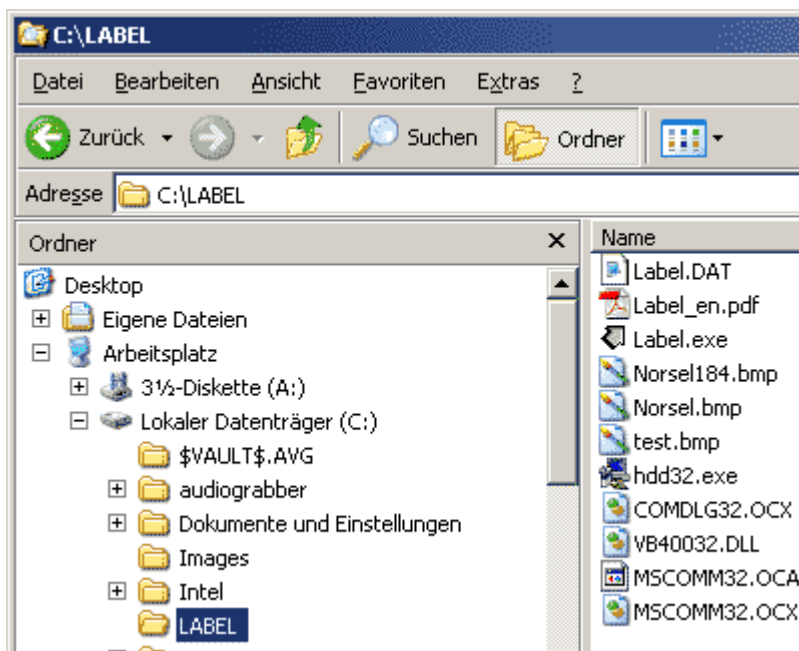 C:\LABEL
Datei Bearbeiten Ansicht Favoriten Extras ?
Zurück Suchen Ordner
Adresse C:\LABEL
Ordner
Desktop
Eigene Dateien
Arbeitsplatz
3½-Diskette (A:)
Lokaler Datenträger (C:)
$VAULT$.AVG
audiograbber
Dokumente und Einstellungen
Images
Intel
LABEL
Name
Label.DAT
Label_en.pdf
Label.exe
Norsel184.bmp
Norsel.bmp
test.bmp
hdd32.exe
COMDLG32.OCX
VB40032.DLL
MSCOMM32.OCA
MSCOMM32.OCX